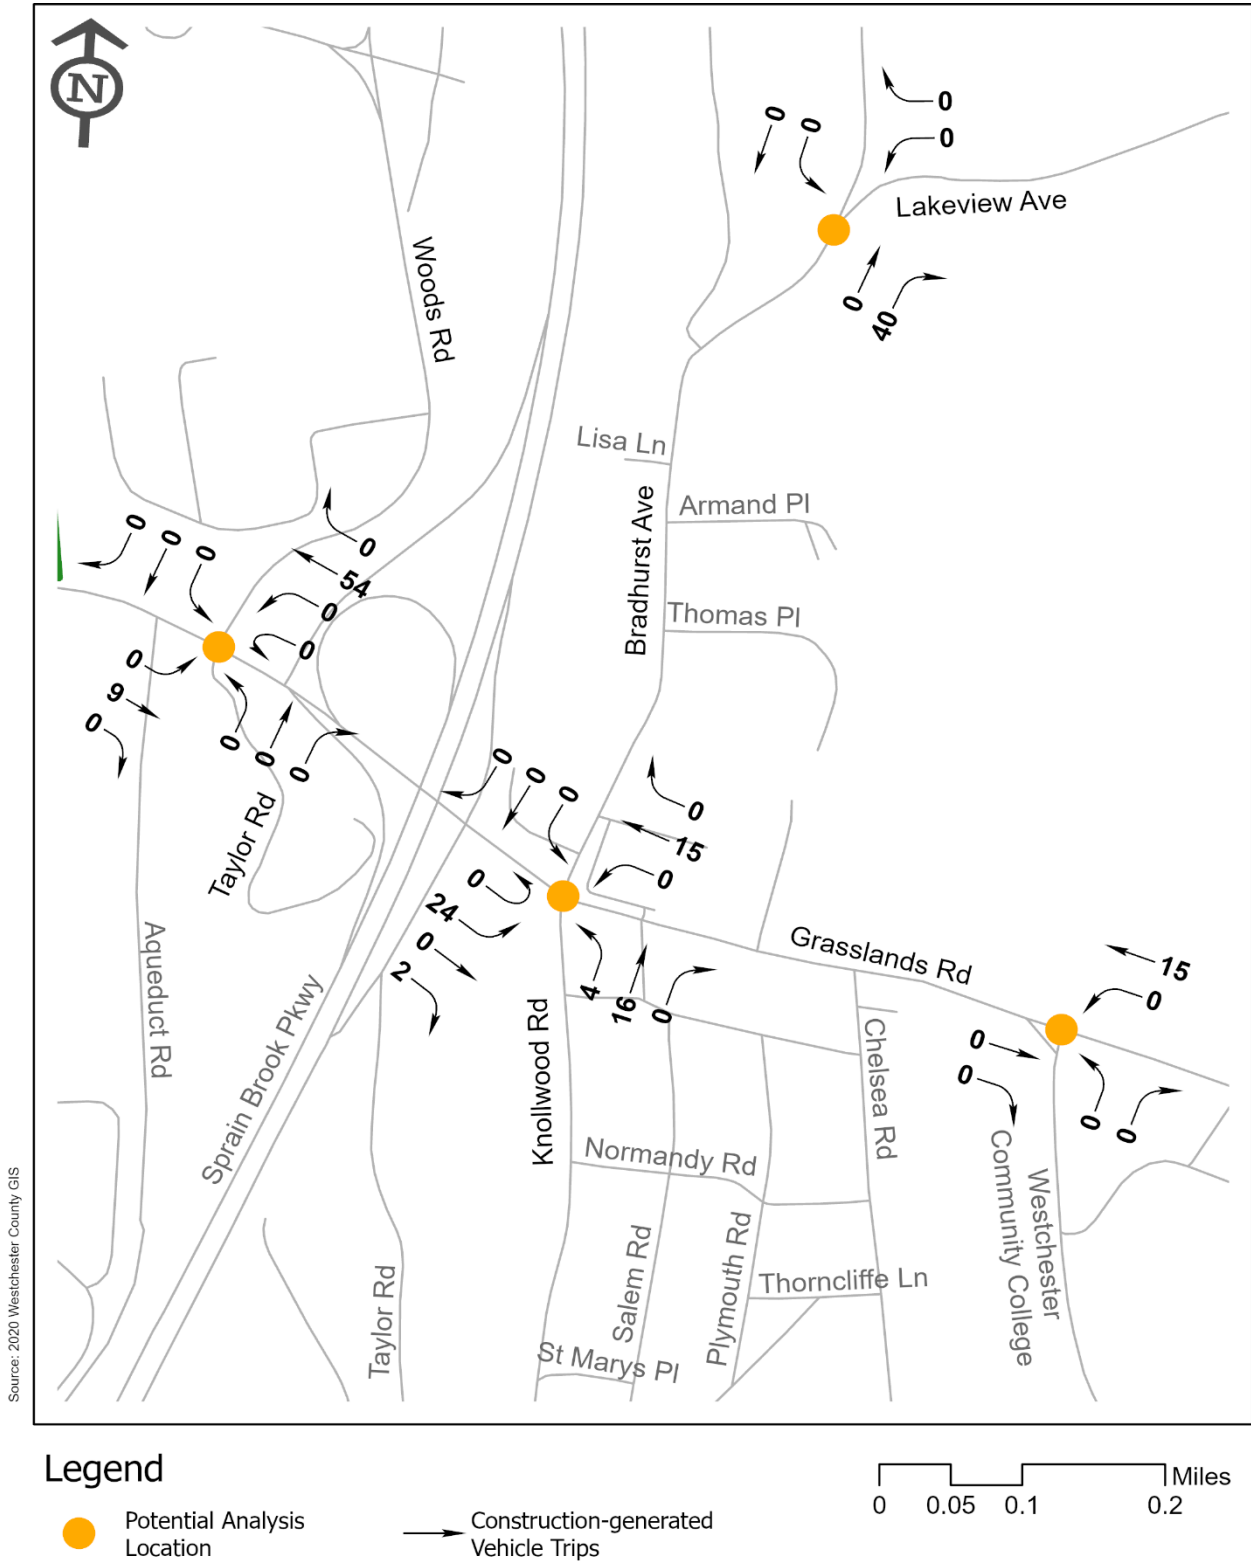 N
0
0
0
0
Lakeview Ave
0
40
Woods Rd
Lisa Ln
Armand Pl
Bradhurst Ave
Thomas Pl
0
0
0
0
54
0
0
0
9
0
0
0
0
Taylor Rd
0
0
0
0
15
0
0
24
0
2
4
16
0
Grasslands Rd
15
0
0
0
0
0
Aqueduct Rd
Sprain Brook Pkwy
Knollwood Rd
Chelsea Rd
Normandy Rd
Westchester
Community College
Salem Rd
Plymouth Rd
Thorncliffe Ln
Taylor Rd
St Marys Pl
Source: 2020 Westchester County GIS
Legend
Potential Analysis
Location
Construction-generated
Vehicle Trips
Miles
0 0.05 0.1 0.2